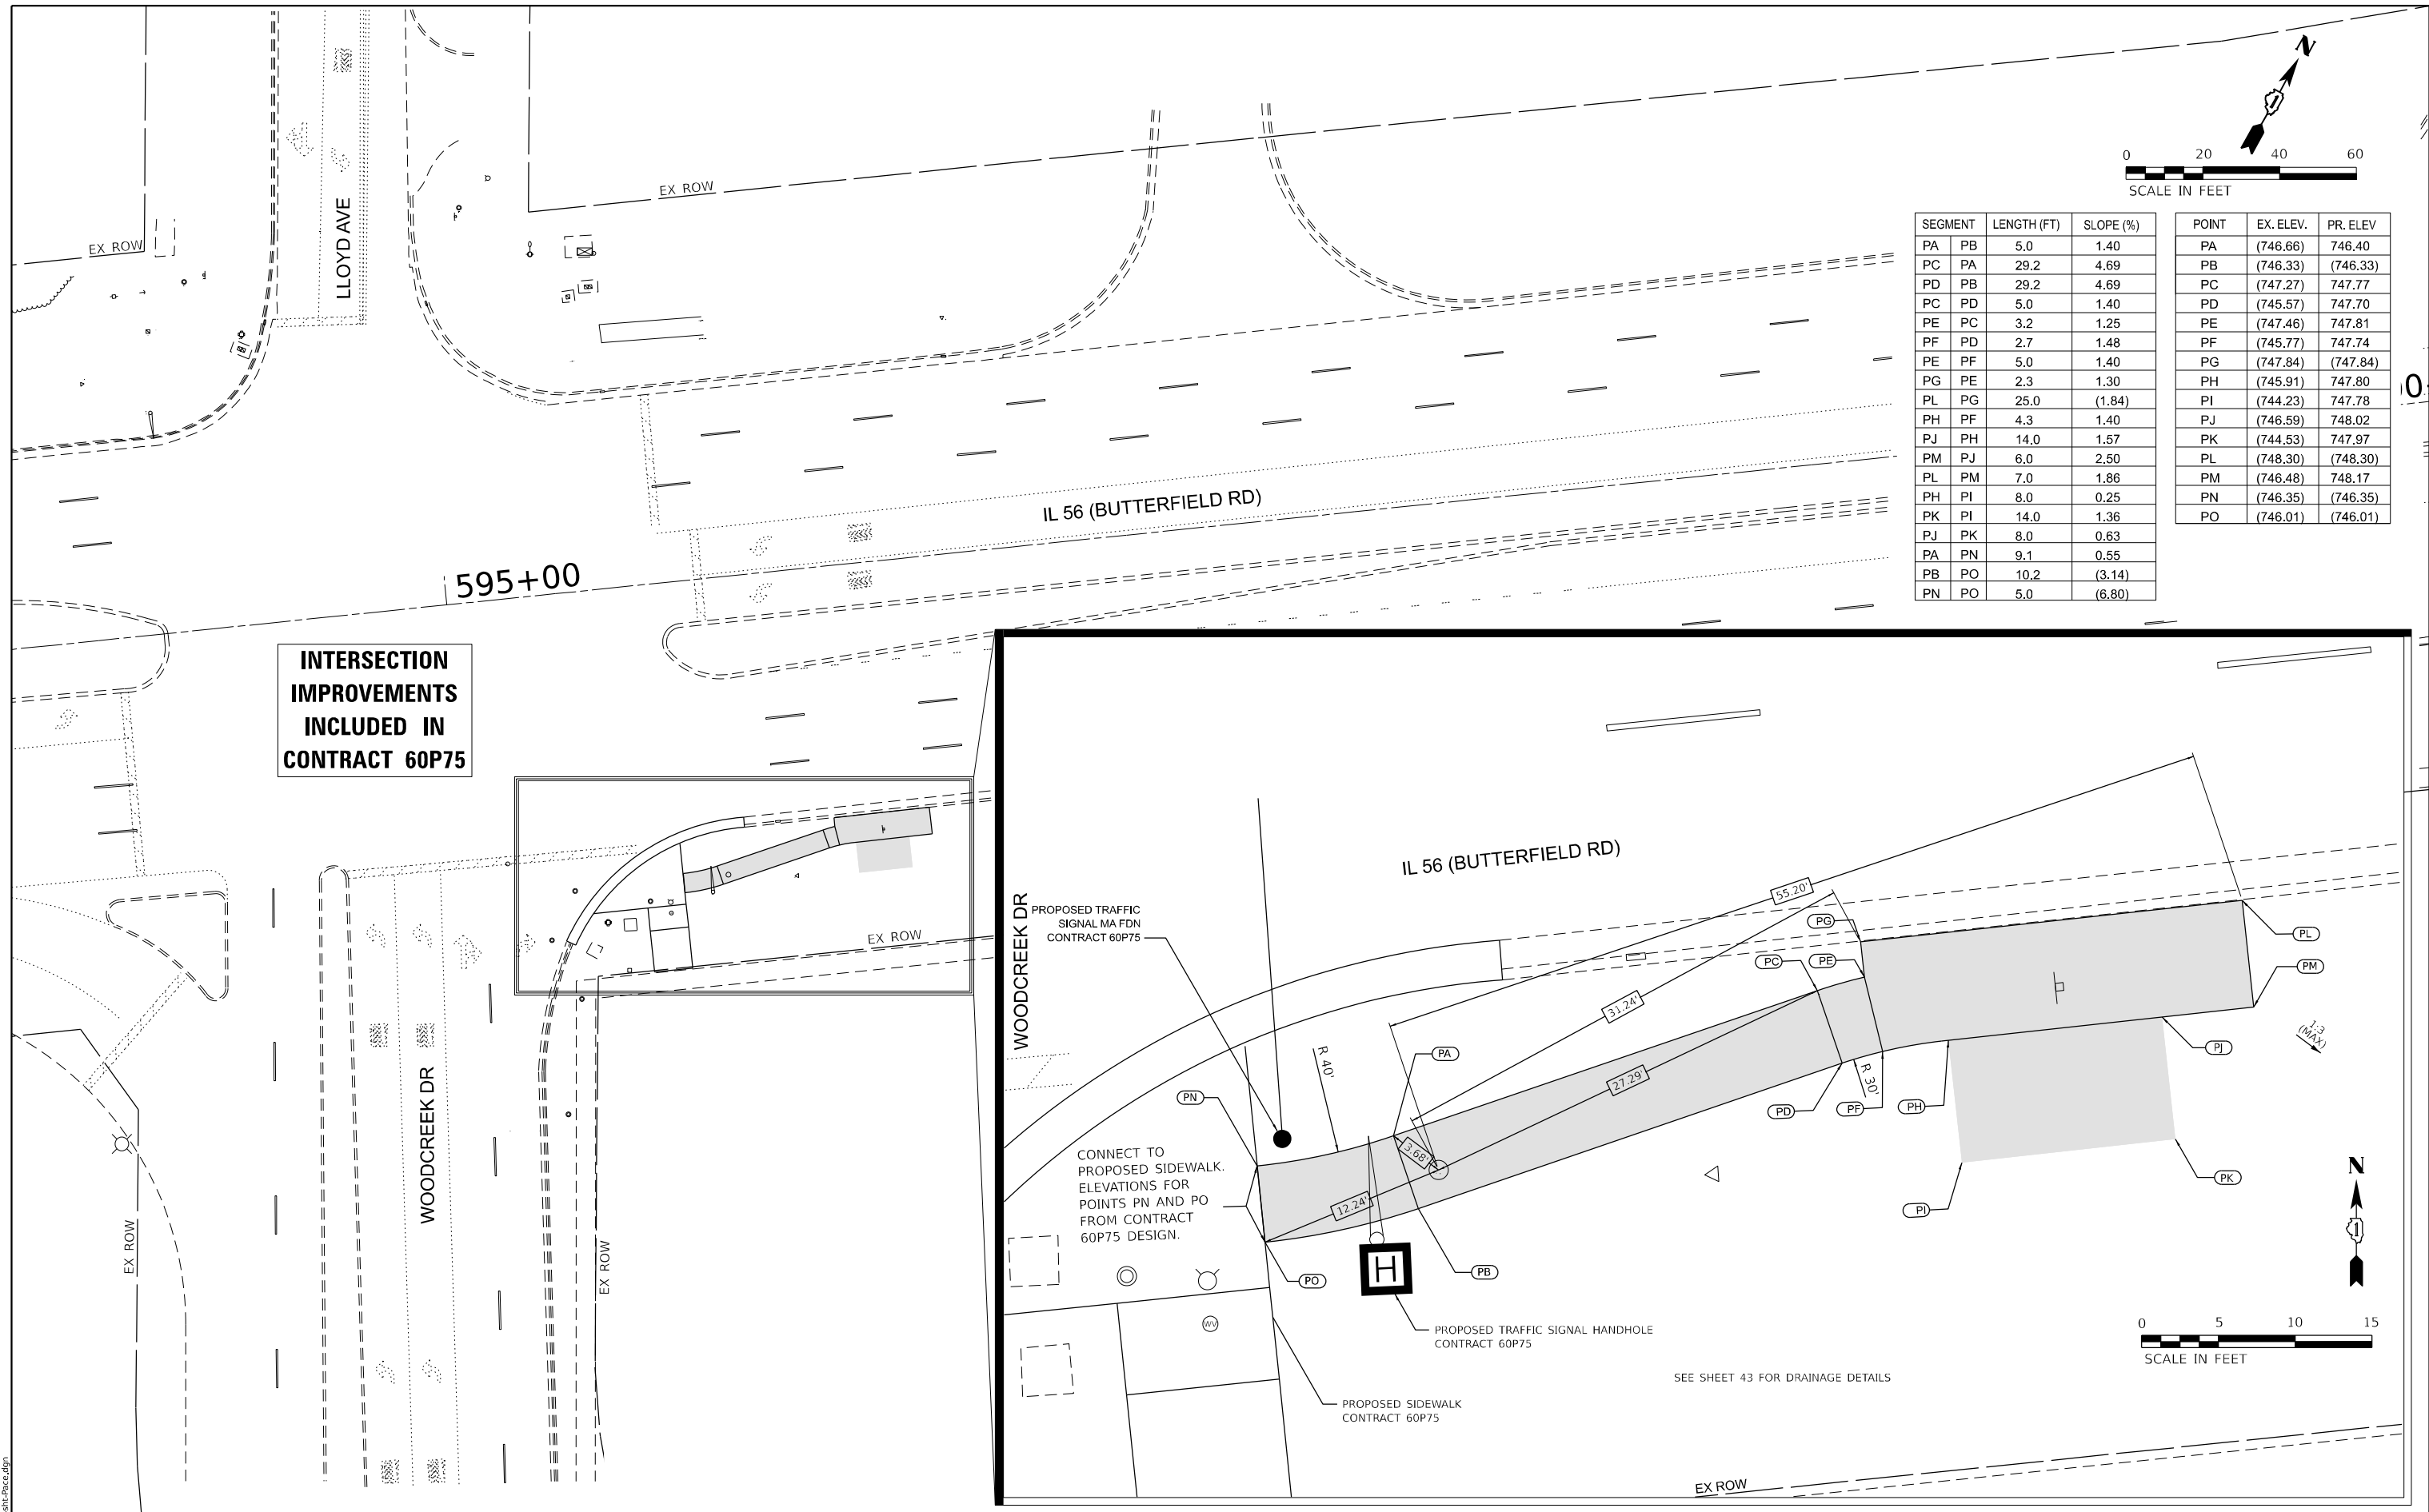 N
1
0 20 40 60
SCALE IN FEET
EX ROW
EX ROW
LLOYD AVE
SEGMENT LENGTH (FT) SLOPE (%)
PA PB 5.0 1.40
PC PA 29.2 4.69
PD PB 29.2 4.69
PC PD 5.0 1.40
PE PC 3.2 1.25
PF PD 2.7 1.48
PE PF 5.0 1.40
PG PE 2.3 1.30
PL PG 25.0 (1.84)
PH PF 4.3 1.40
PJ PH 14.0 1.57
PM PJ 6.0 2.50
PL PM 7.0 1.86
PH PI 8.0 0.25
PK PI 14.0 1.36
PJ PK 8.0 0.63
PA PN 9.1 0.55
PB PO 10.2 (3.14)
PN PO 5.0 (6.80)
POINT EX. ELEV. PR. ELEV
PA (746.66) 746.40
PB (746.33) (746.33)
PC (747.27) 747.77
PD (745.57) 747.70
PE (747.46) 747.81
PF (745.77) 747.74
PG (747.84) (747.84)
PH (745.91) 747.80
PI (744.23) 747.78
PJ (746.59) 748.02
PK (744.53) 747.97
PL (748.30) (748.30)
PM (746.48) 748.17
PN (746.35) (746.35)
PO (746.01) (746.01)
IL 56 (BUTTERFIELD RD)
595+00
INTERSECTION
IMPROVEMENTS
INCLUDED IN
CONTRACT 60P75
EX ROW
WOODCREEK DR
EX ROW
EX ROW
WOODCREEK DR
IL 56 (BUTTERFIELD RD)
PROPOSED TRAFFIC
SIGNAL MA FDN
CONTRACT 60P75
55.20'
31.24'
27.29'
3.68'
12.24'
R 40'
R 30'
PG
PL
PC
PE
PM
PA
PJ
PN
PD
PF
PH
PK
PI
PB
PO
1:3
(MAX)
CONNECT TO
PROPOSED SIDEWALK.
ELEVATIONS FOR
POINTS PN AND PO
FROM CONTRACT
60P75 DESIGN.
H
WV
PROPOSED TRAFFIC SIGNAL HANDHOLE
CONTRACT 60P75
N
1
0 5 10 15
SCALE IN FEET
SEE SHEET 43 FOR DRAINAGE DETAILS
PROPOSED SIDEWALK
CONTRACT 60P75
EX ROW
sht-Pace.dgn